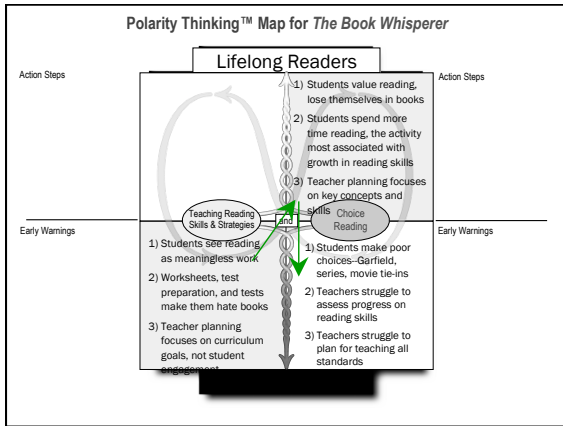 Polarity Thinking™ Map for The Book Whisperer
Lifelong Readers
Action Steps
Action Steps
1) Students value reading,
lose themselves in books
2) Students spend more
time reading, the activity
most associated with
growth in reading skills
3) Teacher planning focuses
on key concepts and
skills
Teaching Reading
Skills & Strategies
Choice
Reading
Early Warnings
Early Warnings
1) Students see reading
as meaningless work
2) Worksheets, test
preparation, and tests
make them hate books
3) Teacher planning
focuses on curriculum
goals, not student
engagement
1) Students make poor
choices--Garfield,
series, movie tie-ins
2) Teachers struggle to
assess progress on
reading skills
3) Teachers struggle to
plan for teaching all
standards